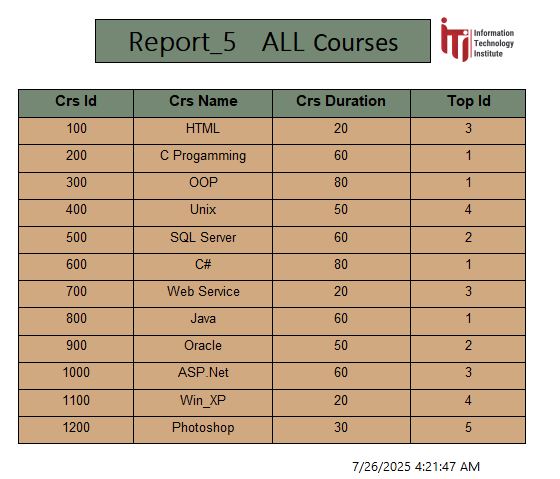 Report_5 ALL Courses
Information
Technology
Institute
Crs Id Crs Name Crs Duration Top Id
100 HTML 20 3
200 C Progamming 60 1
300 OOP 80 1
400 Unix 50 4
500 SQL Server 60 2
600 C# 80 1
700 Web Service 20 3
800 Java 60 1
900 Oracle 50 2
1000 ASP.Net 60 3
1100 Win_XP 20 4
1200 Photoshop 30 5
7/26/2025 4:21:47 AM